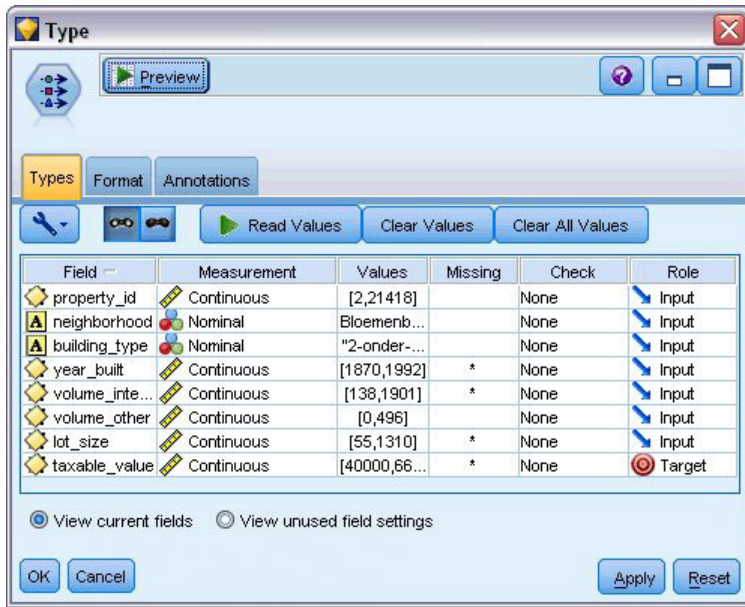 Type
Preview
Types Format Annotations
Read Values Clear Values Clear All Values
Field Measurement Values Missing Check Role
property_id Continuous [2,21418] None Input
A neighborhood Nominal Bloemenb... None Input
A building_type Nominal "2-onder-... None Input
year_built Continuous [1870,1992] * None Input
volume_inte... Continuous [138,1901] * None Input
volume_other Continuous [0,496] None Input
lot_size Continuous [55,1310] * None Input
taxable_value Continuous [40000,66... * None Target
View current fields View unused field settings
OK Cancel Apply Reset